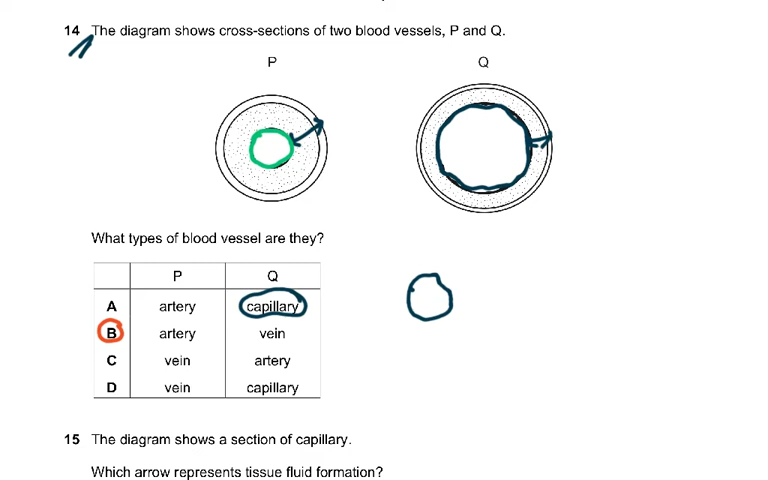 14 The diagram shows cross-sections of two blood vessels, P and Q.
P Q
What types of blood vessel are they?
P Q
A artery capillary
B artery vein
C vein artery
D vein capillary
15 The diagram shows a section of capillary.
Which arrow represents tissue fluid formation?